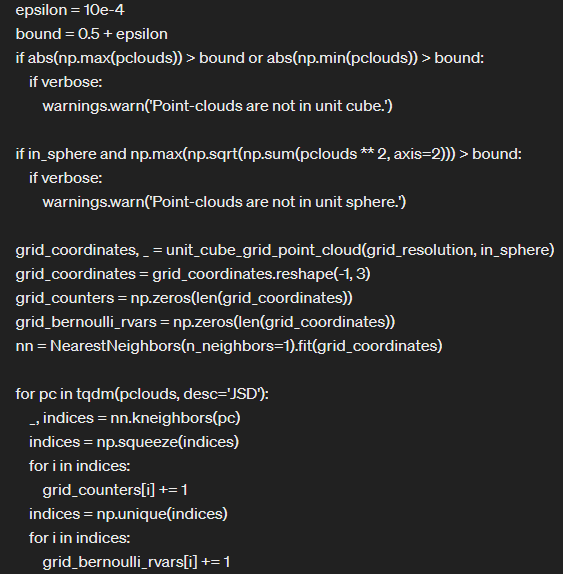 epsilon = 10e-4
bound = 0.5 + epsilon
if abs(np.max(pclouds)) > bound or abs(np.min(pclouds)) > bound:
    if verbose:
        warnings.warn('Point-clouds are not in unit cube.')

if in_sphere and np.max(np.sqrt(np.sum(pclouds ** 2, axis=2))) > bound:
    if verbose:
        warnings.warn('Point-clouds are not in unit sphere.')

grid_coordinates, _ = unit_cube_grid_point_cloud(grid_resolution, in_sphere)
grid_coordinates = grid_coordinates.reshape(-1, 3)
grid_counters = np.zeros(len(grid_coordinates))
grid_bernoulli_rvars = np.zeros(len(grid_coordinates))
nn = NearestNeighbors(n_neighbors=1).fit(grid_coordinates)

for pc in tqdm(pclouds, desc='JSD'):
    _, indices = nn.kneighbors(pc)
    indices = np.squeeze(indices)
    for i in indices:
        grid_counters[i] += 1
    indices = np.unique(indices)
    for i in indices:
        grid_bernoulli_rvars[i] += 1